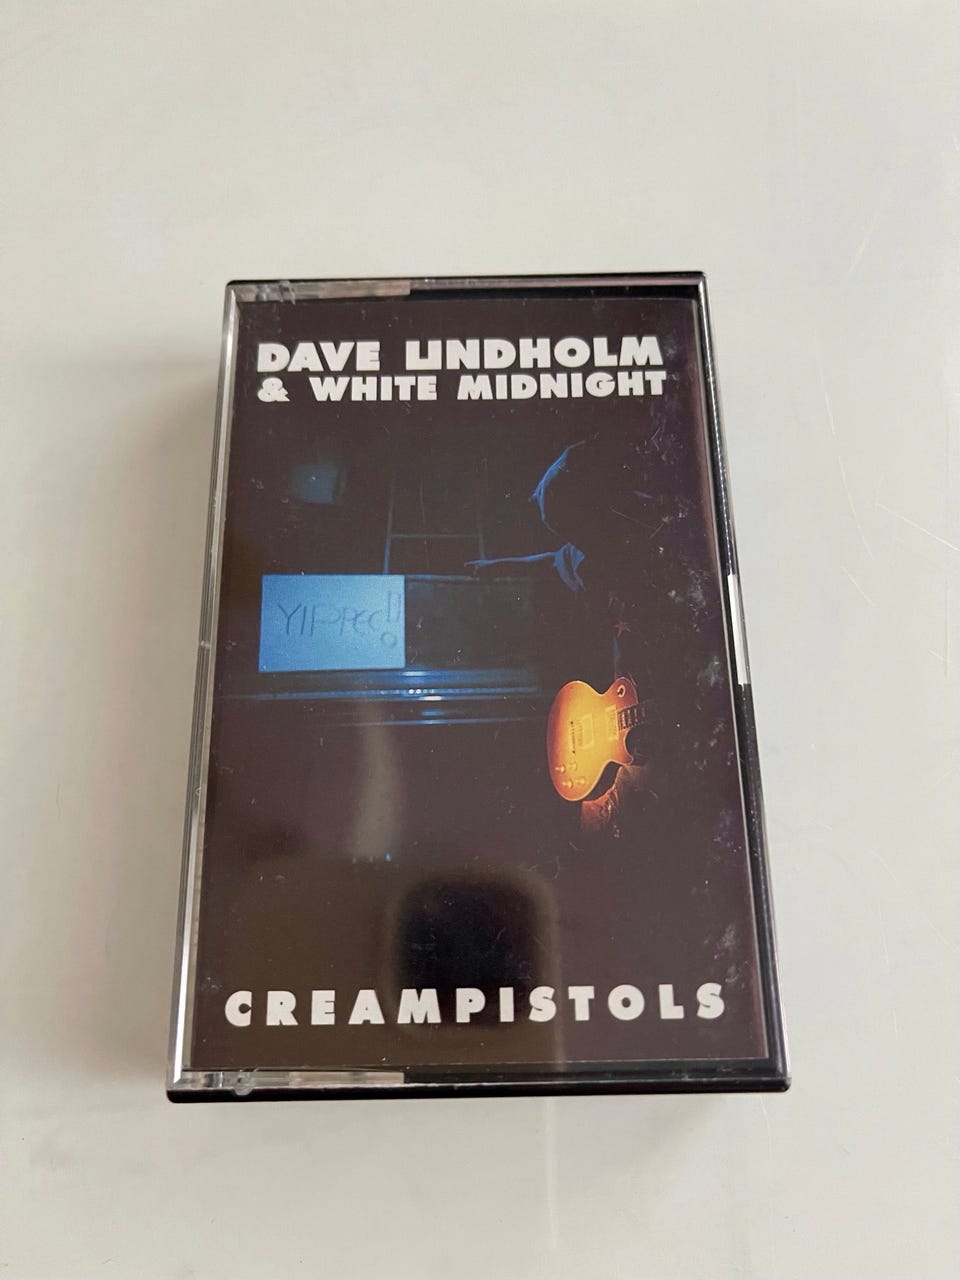 DAVE LINDHOLM
& WHITE MIDNIGHT
YIPPEE!!
CREAMPISTOLS